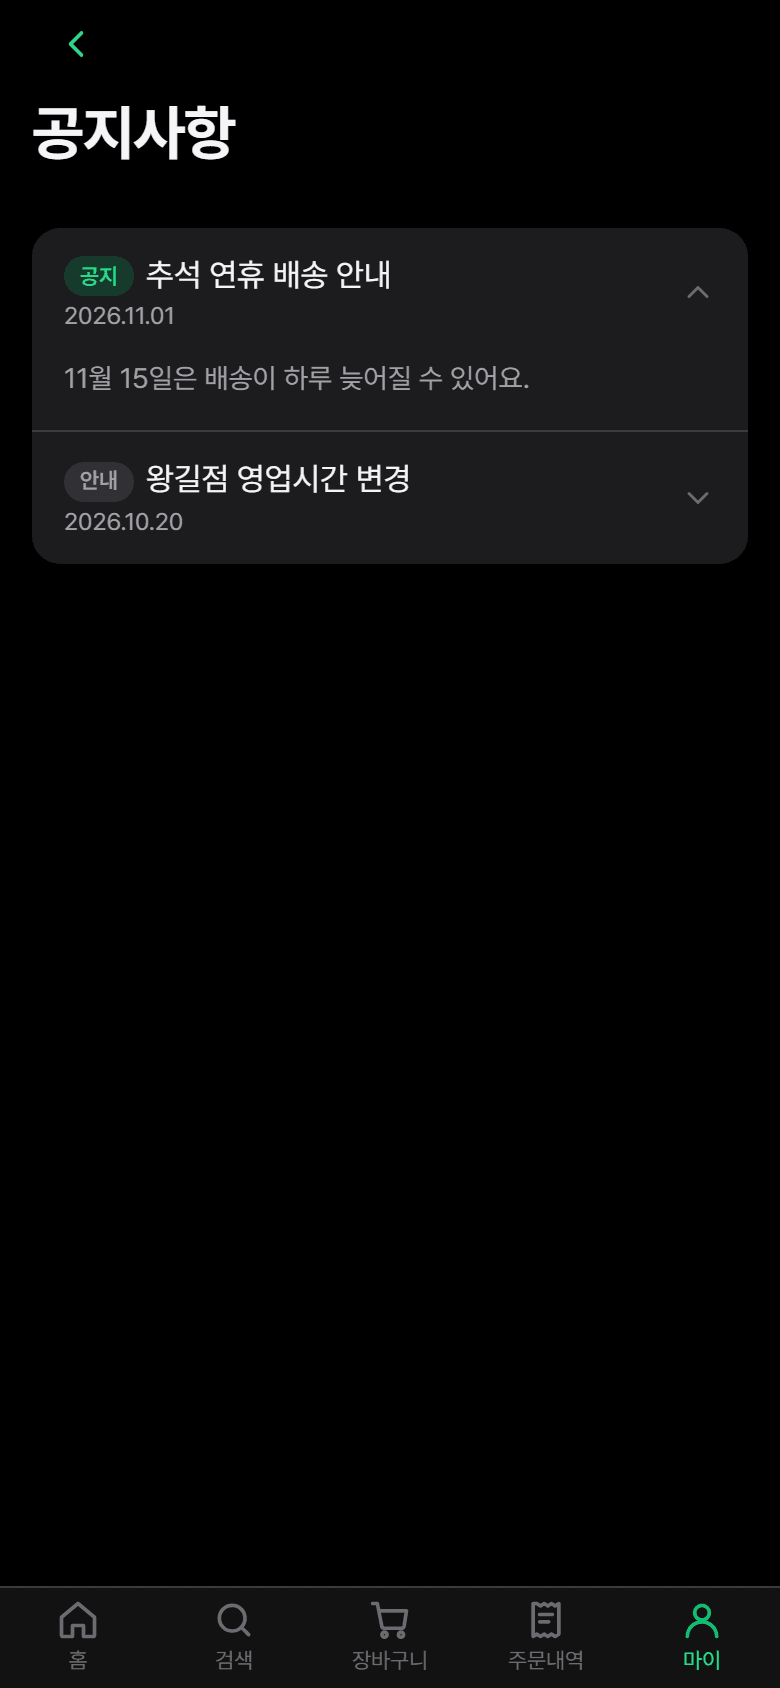 공지사항
공지 추석 연휴 배송 안내
2026.11.01
11월 15일은 배송이 하루 늦어질 수 있어요.
안내 왕길점 영업시간 변경
2026.10.20
홈 검색 장바구니 주문내역 마이